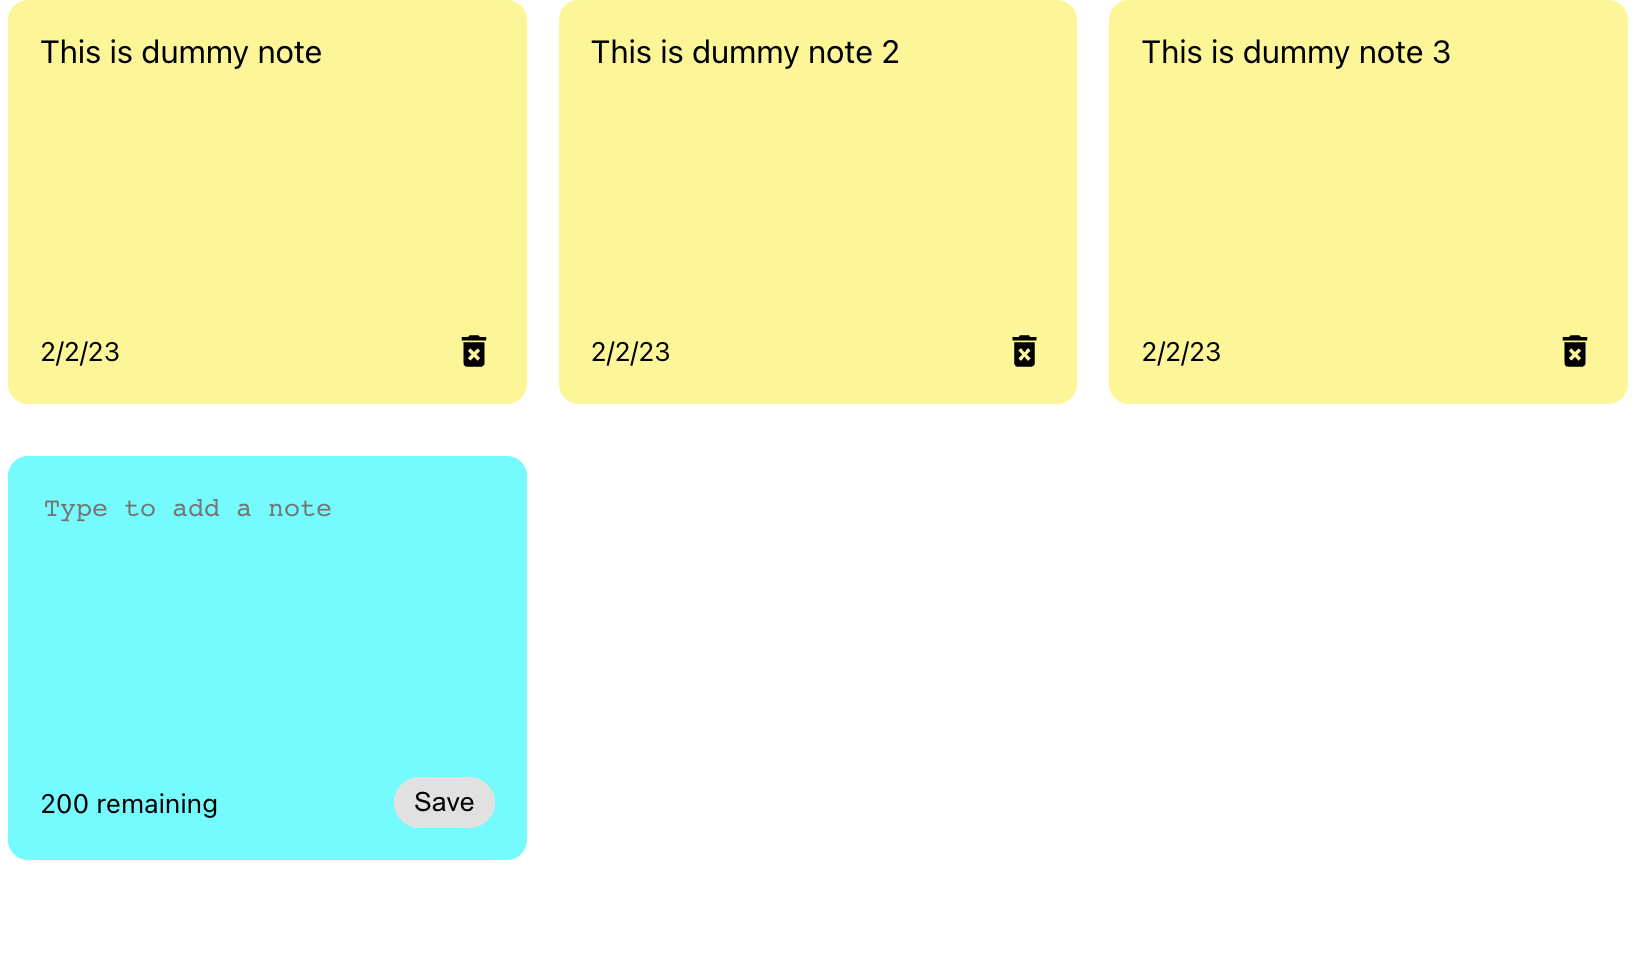 This is dummy note
2/2/23
This is dummy note 2
2/2/23
This is dummy note 3
2/2/23
Type to add a note
200 remaining
Save